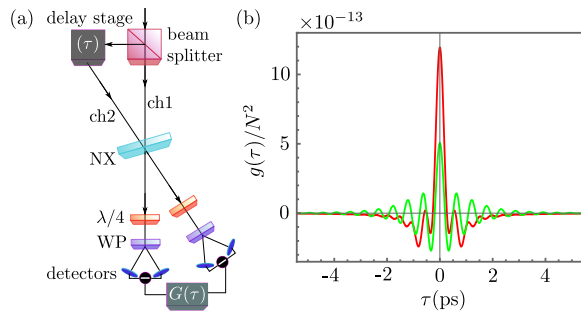 (a)
delay stage
(τ)
beam
splitter
ch1
ch2
NX
λ/4
WP
detectors
G(τ)
(b)
×10⁻¹³
g(τ)/N²
10
5
0
-4
-2
0
2
4
τ(ps)